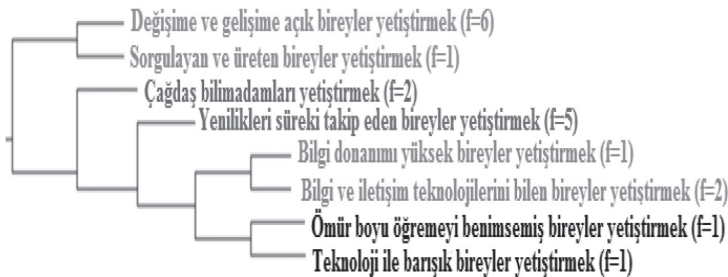 Değişime ve gelişime açık bireyler yetiştirmek (f=6)
Sorgulayan ve üreten bireyler yetiştirmek (f=1)
Çağdaş bilimadamları yetiştirmek (f=2)
Yenilikleri süreki takip eden bireyler yetiştirmek (f=5)
Bilgi donanımı yüksek bireyler yetiştirmek (f=1)
Bilgi ve iletişim teknolojilerini bilen bireyler yetiştirmek (f=2)
Ömür boyu öğremeyi benimsemiş bireyler yetiştirmek (f=1)
Teknoloji ile barışık bireyler yetiştirmek (f=1)